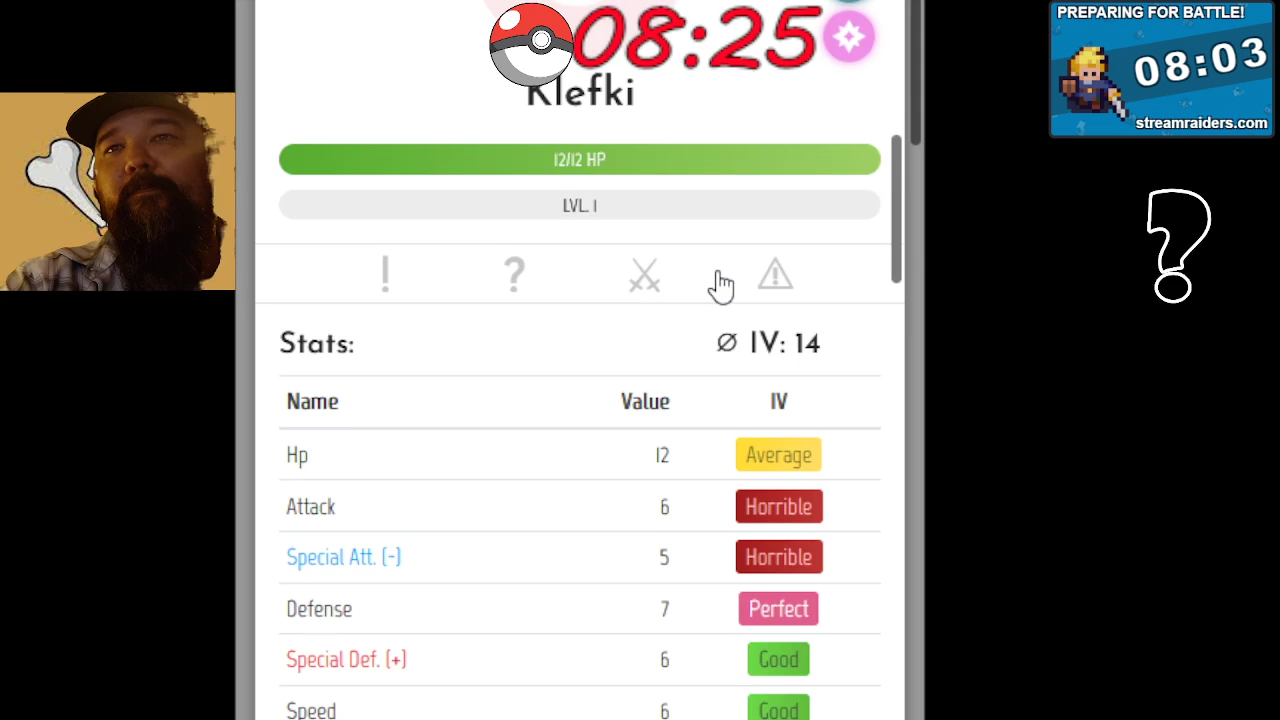 08:25
Klefki
12/12 HP
LVL. 1
Stats:
Ø IV: 14
Name Value IV
Hp 12 Average
Attack 6 Horrible
Special Att. (-) 5 Horrible
Defense 7 Perfect
Special Def. (+) 6 Good
Speed 6 Good
PREPARING FOR BATTLE!
08:03
streamraiders.com
?